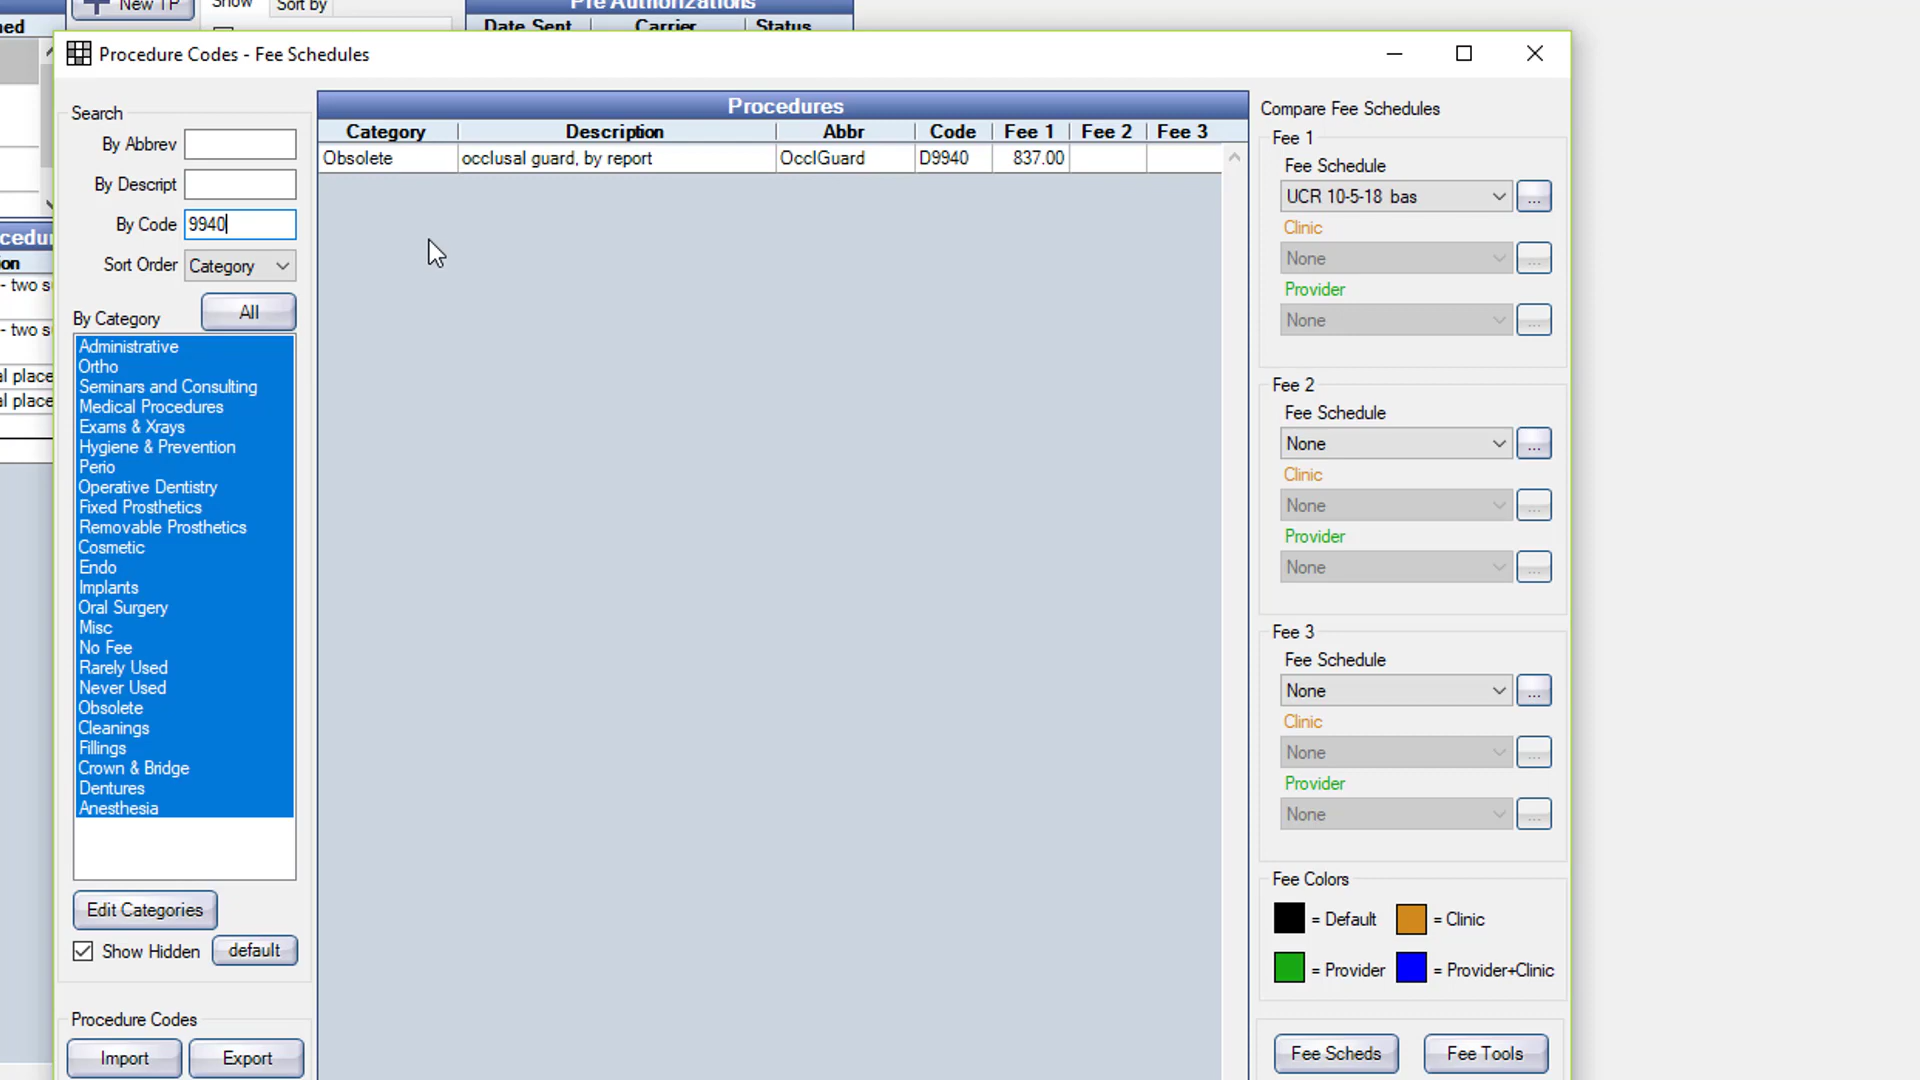 New TP
Show
Sort by
Pre Authorizations
ned
Date Sent
Carrier
Status
Procedure Codes - Fee Schedules
Search
By Abbrev
By Descript
By Code 9940
Sort Order Category
By Category
All
Administrative
Ortho
Seminars and Consulting
Medical Procedures
Exams & Xrays
Hygiene & Prevention
Perio
Operative Dentistry
Fixed Prosthetics
Removable Prosthetics
Cosmetic
Endo
Implants
Oral Surgery
Misc
No Fee
Rarely Used
Never Used
Obsolete
Cleanings
Fillings
Crown & Bridge
Dentures
Anesthesia
Edit Categories
Show Hidden
default
Procedure Codes
Import
Export
cedur
ion
- two su
- two su
al place
al place
Procedures
Category Description Abbr Code Fee 1 Fee 2 Fee 3
Obsolete occlusal guard, by report OcclGuard D9940 837.00
Compare Fee Schedules
Fee 1
Fee Schedule
UCR 10-5-18 bas ...
Clinic
None ...
Provider
None ...
Fee 2
Fee Schedule
None ...
Clinic
None ...
Provider
None ...
Fee 3
Fee Schedule
None ...
Clinic
None ...
Provider
None ...
Fee Colors
= Default = Clinic
= Provider = Provider+Clinic
Fee Scheds
Fee Tools